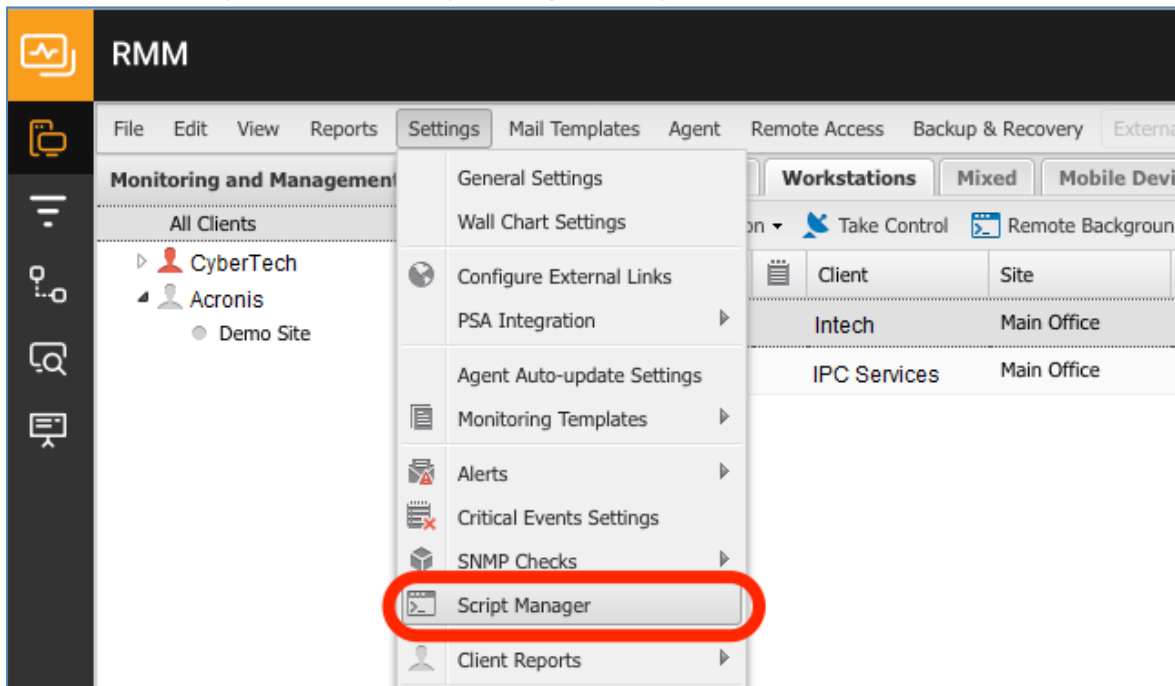 RMM
File Edit View Reports Settings Mail Templates Agent Remote Access Backup & Recovery
Monitoring and Management
Workstations Mixed Mobile
All Clients
Take Control Remote
CyberTech
Acronis
Demo Site
General Settings
Wall Chart Settings
Configure External Links
PSA Integration
Agent Auto-update Settings
Monitoring Templates
Alerts
Critical Events Settings
SNMP Checks
Script Manager
Client Reports
Client Site
Intech Main Office
IPC Services Main Office